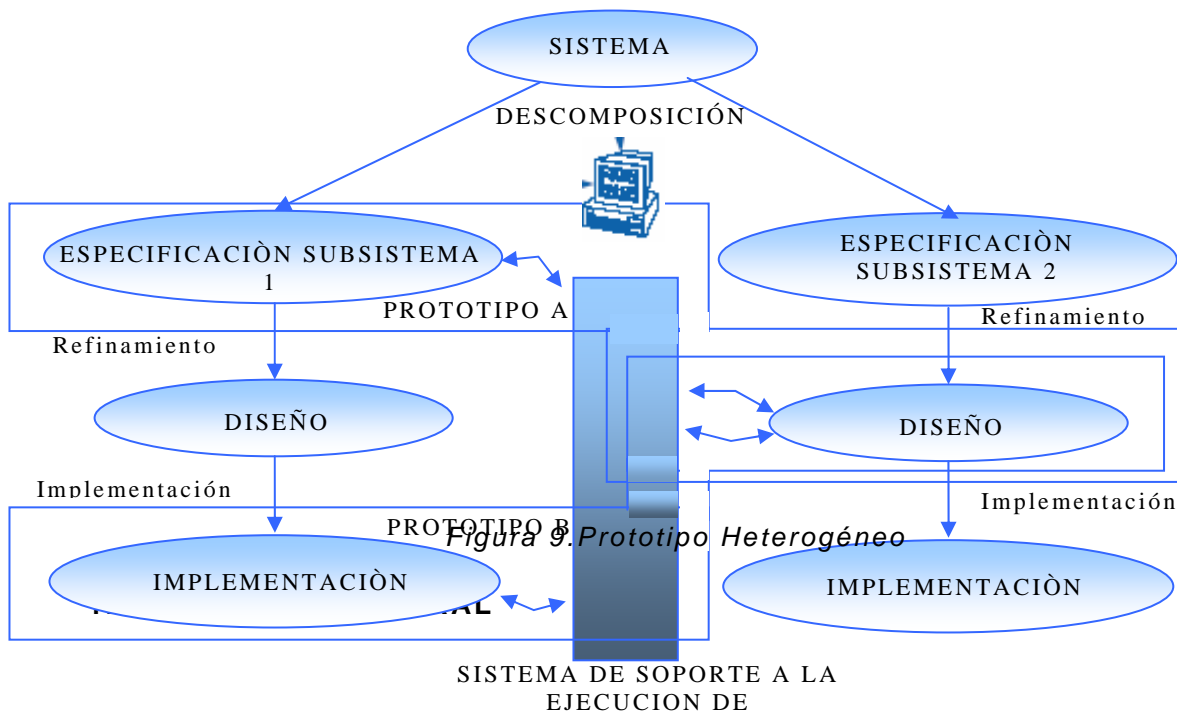 SISTEMA
DESCOMPOSICIÓN
ESPECIFICACIÒN SUBSISTEMA
1
ESPECIFICACIÒN
SUBSISTEMA 2
PROTOTIPO A
Refinamiento
Refinamiento
DISEÑO
DISEÑO
Implementación
Implementación
PROTOTIPO B
Figura 9.Prototipo Heterogéneo
IMPLEMENTACIÒN
IMPLEMENTACIÒN
SISTEMA DE SOPORTE A LA
EJECUCION DE